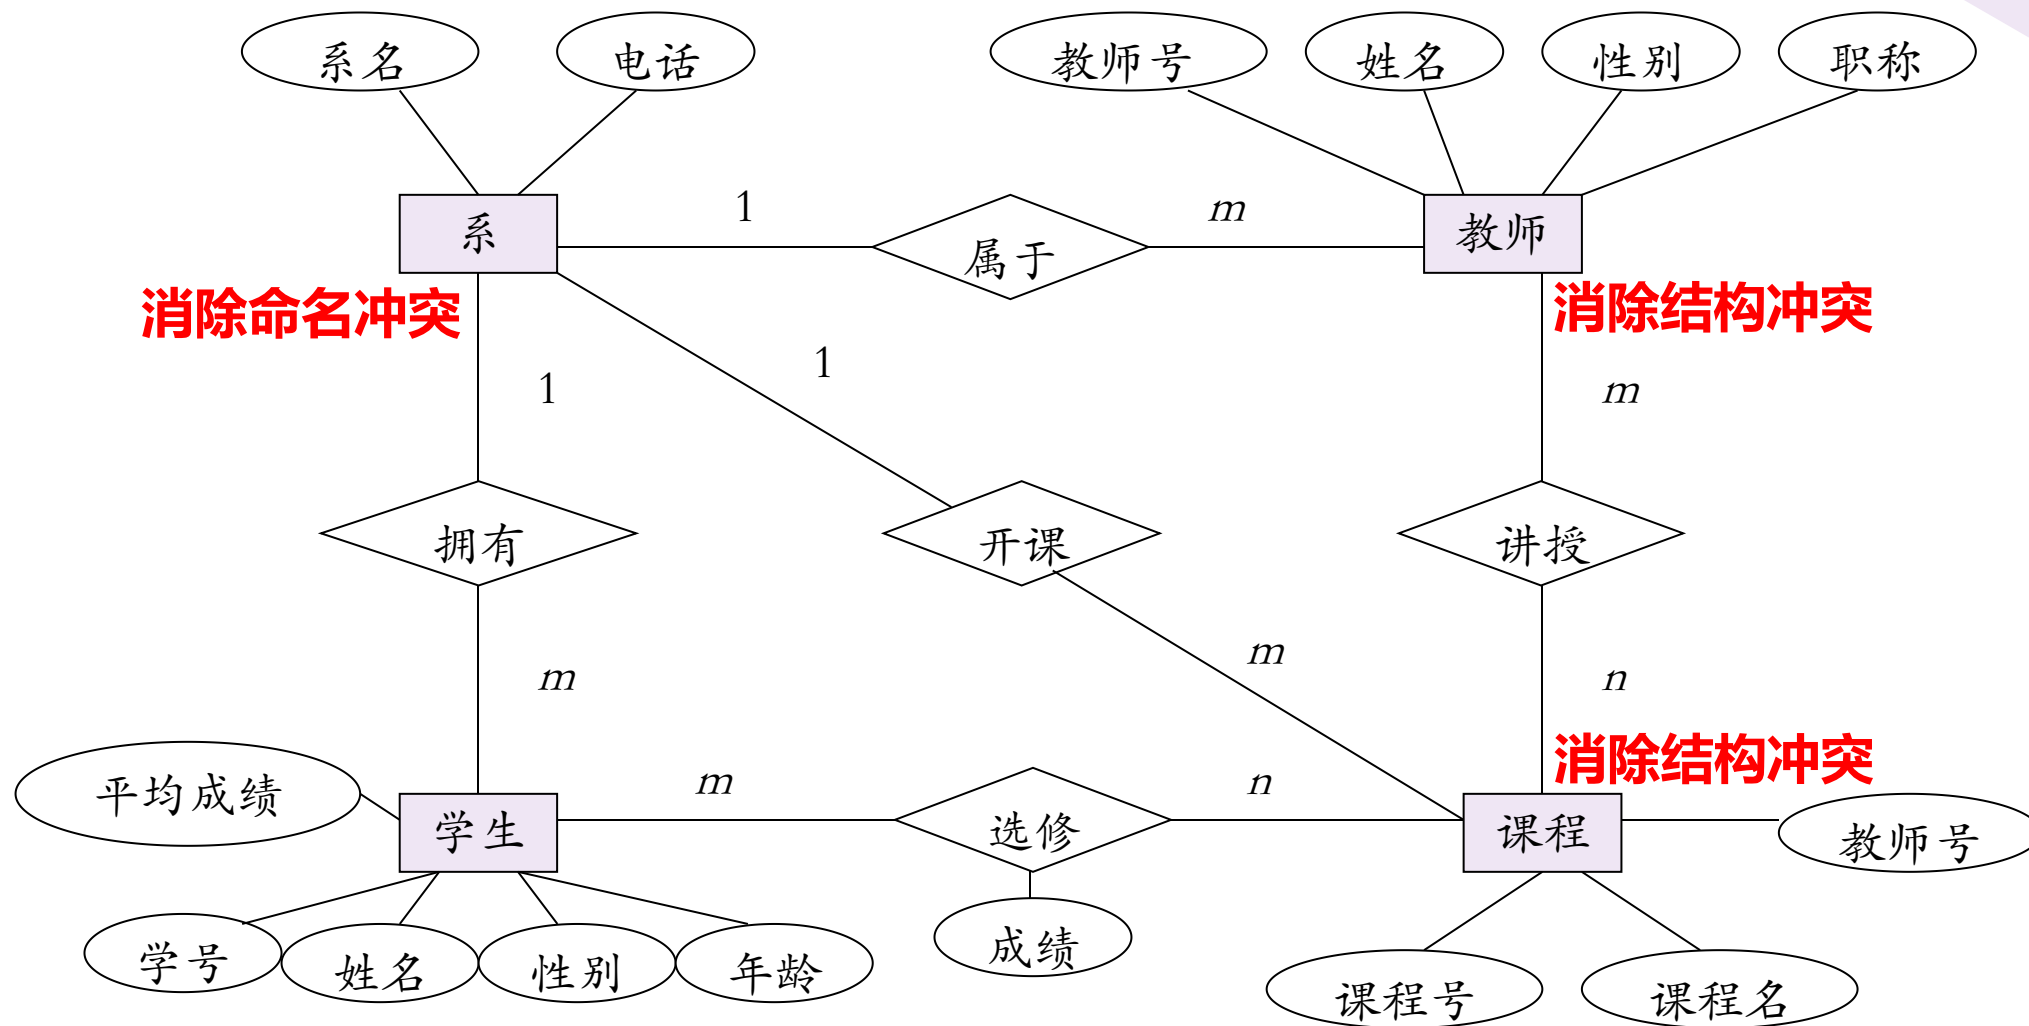 系名
电话
教师号
姓名
性别
职称
系
1
属于
m
教师
消除命名冲突
消除结构冲突
1
1
m
拥有
开课
讲授
m
m
n
消除结构冲突
平均成绩
学生
m
选修
n
课程
教师号
学号
姓名
性别
年龄
成绩
课程号
课程名